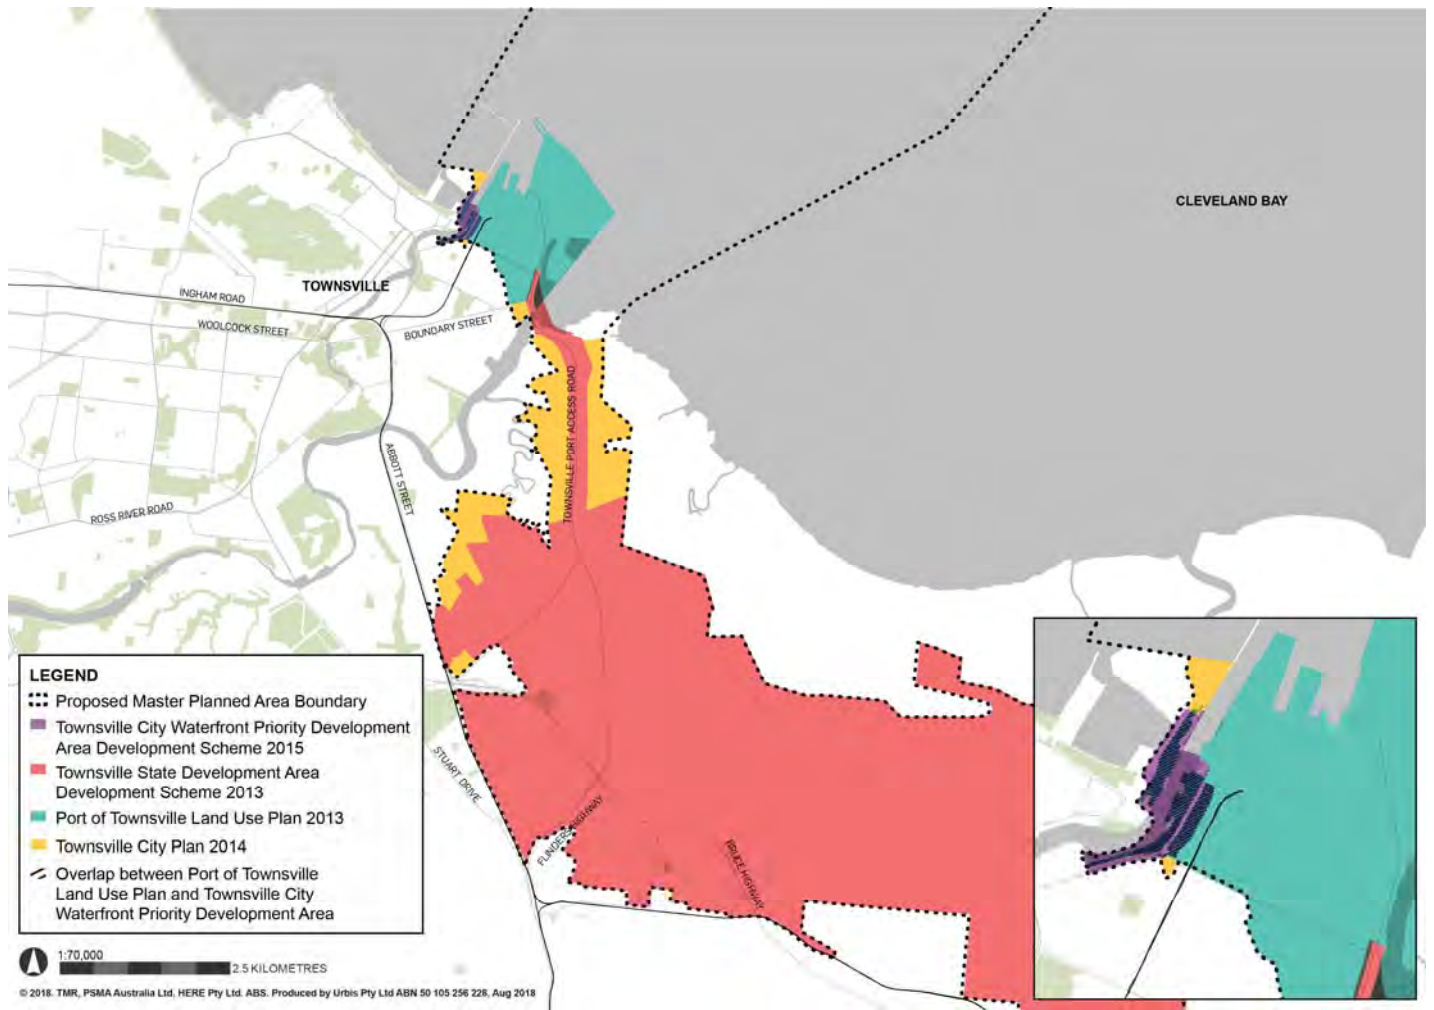 CLEVELAND BAY
TOWNSVILLE
INGHAM ROAD
WOOLCOCK STREET
BOUNDARY STREET
TOWNSVILLE PORT ACCESS ROAD
ABBOTT STREET
ROSS RIVER ROAD
STUART DRIVE
FLINDERS HIGHWAY
BRUCE HIGHWAY
LEGEND
Proposed Master Planned Area Boundary
Townsville City Waterfront Priority Development
Area Development Scheme 2015
Townsville State Development Area
Development Scheme 2013
Port of Townsville Land Use Plan 2013
Townsville City Plan 2014
Overlap between Port of Townsville
Land Use Plan and Townsville City
Waterfront Priority Development Area
1:70,000
2.5 KILOMETRES
© 2018. TMR, PSMA Australia Ltd. HERE Pty Ltd. ABS. Produced by Urbis Pty Ltd ABN 50 105 256 228, Aug 2018